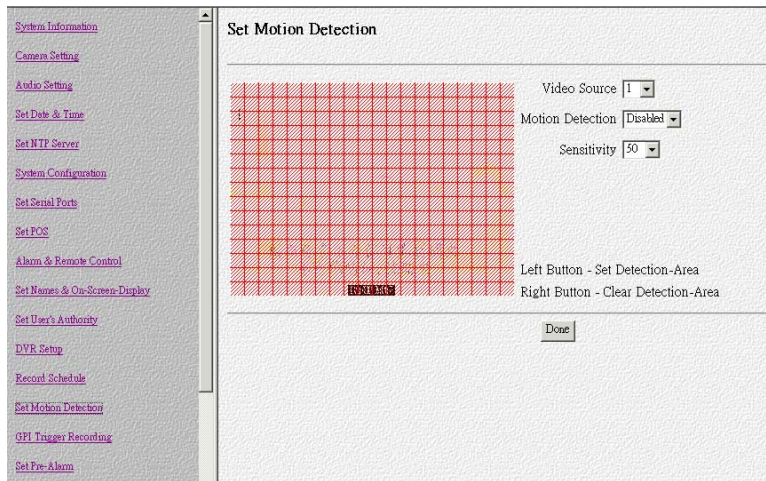 System Information
Camera Setting
Audio Setting
Set Date & Time
Set NTP Server
System Configuration
Set Serial Ports
Set POS
Alarm & Remote Control
Set Names & On-Screen-Display
Set User's Authority
DVR Setup
Record Schedule
Set Motion Detection
GPI Trigger Recording
Set Pre-Alarm
Set Motion Detection
Video Source 1
Motion Detection Disabled
Sensitivity 50
Left Button - Set Detection-Area
Right Button - Clear Detection-Area
Done